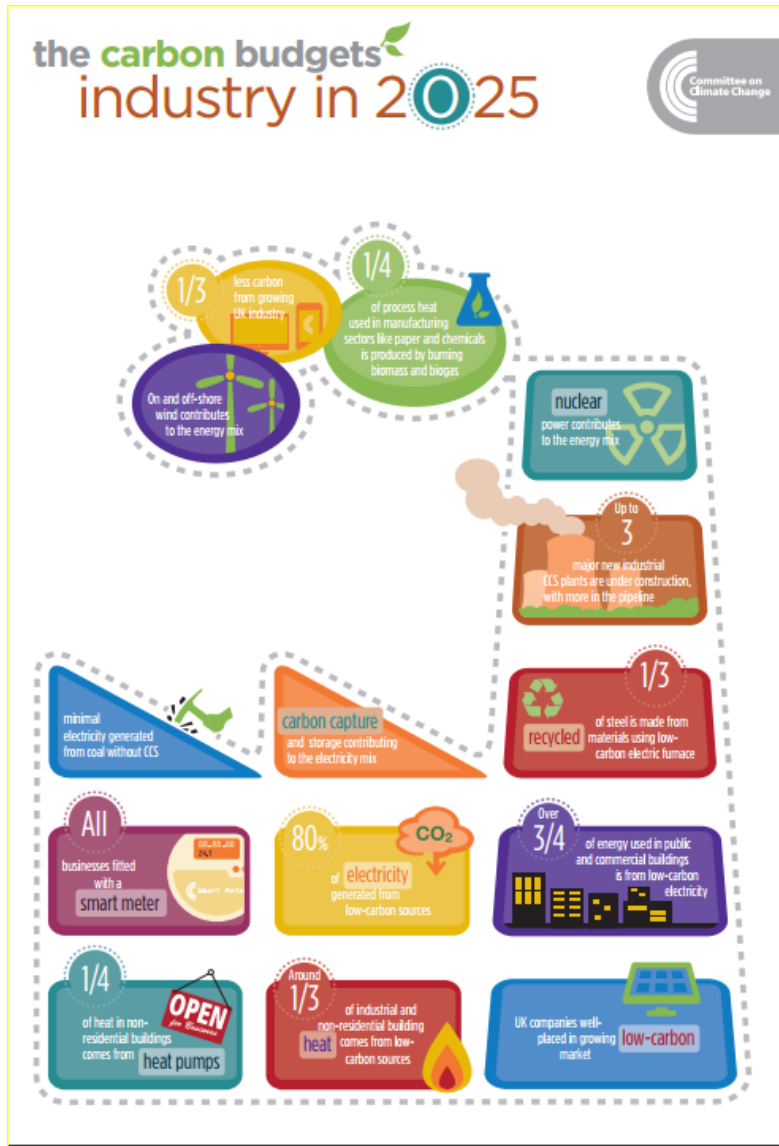 the carbon budgets
industry in 2025
Committee on
Climate Change
1/3
less carbon
from growing
UK industry
1/4
of process heat
used in manufacturing
sectors like paper and chemicals
is produced by burning
biomass and biogas
On and off-shore
wind contributes
to the energy mix
nuclear
power contributes
to the energy mix
Up to
3
major new industrial
CCS plants are under construction,
with more in the pipeline
minimal
electricity generated
from coal without CCS
carbon capture
and storage contributing
to the electricity mix
1/3
of steel is made from
recycled materials using low-
carbon electric furnace
All
businesses fitted
with a
smart meter
Smart Mete
80%
CO₂
of electricity
generated from
low-carbon sources
Over
3/4
of energy used in public
and commercial buildings
is from low-carbon
electricity
1/4
OPEN
for Business
of heat in non-
residential buildings
comes from heat pumps
Around
1/3
of industrial and
non-residential building
heat comes from low-
carbon sources
UK companies well-
placed in growing low-carbon
market